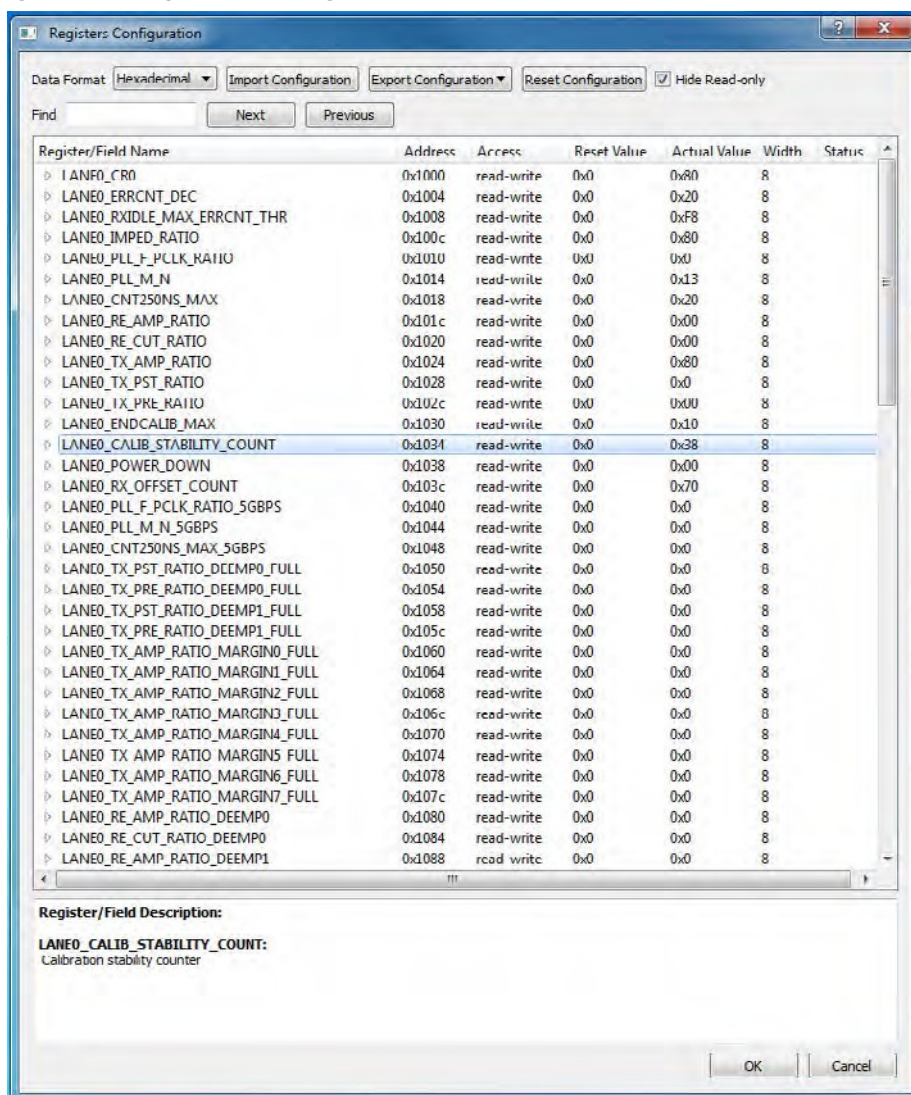 Registers Configuration
Data Format Hexadecimal Import Configuration Export Configuration Reset Configuration Hide Read-only
Find Next Previous
Register/Field Name Address Access Reset Value Actual Value Width Status
LANE0_CR0 0x1000 read-write 0x0 0x80 8
LANE0_ERRCNT_DEC 0x1004 read-write 0x0 0x20 8
LANE0_RXIDLE_MAX_ERRCNT_THR 0x1008 read-write 0x0 0xF8 8
LANE0_IMPED_RATIO 0x100c read-write 0x0 0x80 8
LANE0_PLL_F_PCLK_RATIO 0x1010 read-write 0x0 0x0 8
LANE0_PLL_M_N 0x1014 read-write 0x0 0x13 8
LANE0_CNT250NS_MAX 0x1018 read-write 0x0 0x20 8
LANE0_RE_AMP_RATIO 0x101c read-write 0x0 0x00 8
LANE0_RE_CUT_RATIO 0x1020 read-write 0x0 0x00 8
LANE0_TX_AMP_RATIO 0x1024 read-write 0x0 0x80 8
LANE0_TX_PST_RATIO 0x1028 read-write 0x0 0x0 8
LANE0_TX_PRE_RATIO 0x102c read-write 0x0 0x00 8
LANE0_ENDCALIB_MAX 0x1030 read-write 0x0 0x10 8
LANE0_CALIB_STABILITY_COUNT 0x1034 read-write 0x0 0x38 8
LANE0_POWER_DOWN 0x1038 read-write 0x0 0x00 8
LANE0_RX_OFFSET_COUNT 0x103c read-write 0x0 0x70 8
LANE0_PLL_F_PCLK_RATIO_5GBPS 0x1040 read-write 0x0 0x0 8
LANE0_PLL_M_N_5GBPS 0x1044 read-write 0x0 0x0 8
LANE0_CNT250NS_MAX_5GBPS 0x1048 read-write 0x0 0x0 8
LANE0_TX_PST_RATIO_DEEMP0_FULL 0x1050 read-write 0x0 0x0 8
LANE0_TX_PRE_RATIO_DEEMP0_FULL 0x1054 read-write 0x0 0x0 8
LANE0_TX_PST_RATIO_DEEMP1_FULL 0x1058 read-write 0x0 0x0 8
LANE0_TX_PRE_RATIO_DEEMP1_FULL 0x105c read-write 0x0 0x0 8
LANE0_TX_AMP_RATIO_MARGIN0_FULL 0x1060 read-write 0x0 0x0 8
LANE0_TX_AMP_RATIO_MARGIN1_FULL 0x1064 read-write 0x0 0x0 8
LANE0_TX_AMP_RATIO_MARGIN2_FULL 0x1068 read-write 0x0 0x0 8
LANE0_TX_AMP_RATIO_MARGIN3_FULL 0x106c read-write 0x0 0x0 8
LANE0_TX_AMP_RATIO_MARGIN4_FULL 0x1070 read-write 0x0 0x0 8
LANE0_TX_AMP_RATIO_MARGIN5_FULL 0x1074 read-write 0x0 0x0 8
LANE0_TX_AMP_RATIO_MARGIN6_FULL 0x1078 read-write 0x0 0x0 8
LANE0_TX_AMP_RATIO_MARGIN7_FULL 0x107c read-write 0x0 0x0 8
LANE0_RE_AMP_RATIO_DEEMP0 0x1080 read-write 0x0 0x0 8
LANE0_RE_CUT_RATIO_DEEMP0 0x1084 read-write 0x0 0x0 8
LANE0_RE_AMP_RATIO_DEEMP1 0x1088 read-write 0x0 0x0 8
Register/Field Description:
LANE0_CALIB_STABILITY_COUNT:
Calibration stability counter
OK Cancel